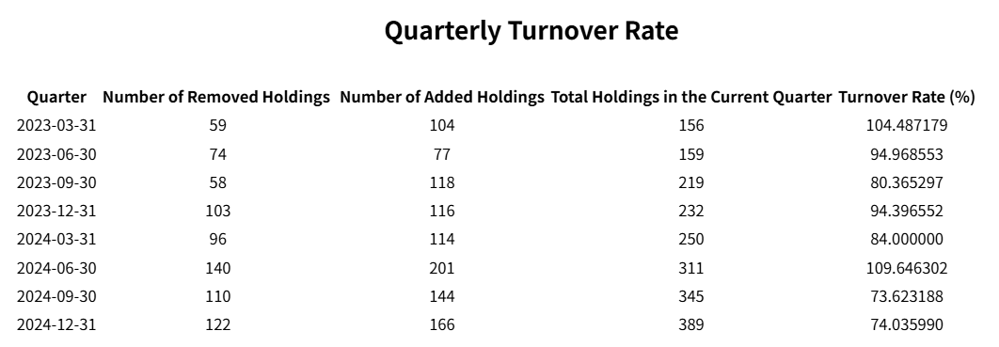 Quarterly Turnover Rate
Quarter Number of Removed Holdings Number of Added Holdings Total Holdings in the Current Quarter Turnover Rate (%)
2023-03-31 59 104 156 104.487179
2023-06-30 74 77 159 94.968553
2023-09-30 58 118 219 80.365297
2023-12-31 103 116 232 94.396552
2024-03-31 96 114 250 84.000000
2024-06-30 140 201 311 109.646302
2024-09-30 110 144 345 73.623188
2024-12-31 122 166 389 74.035990